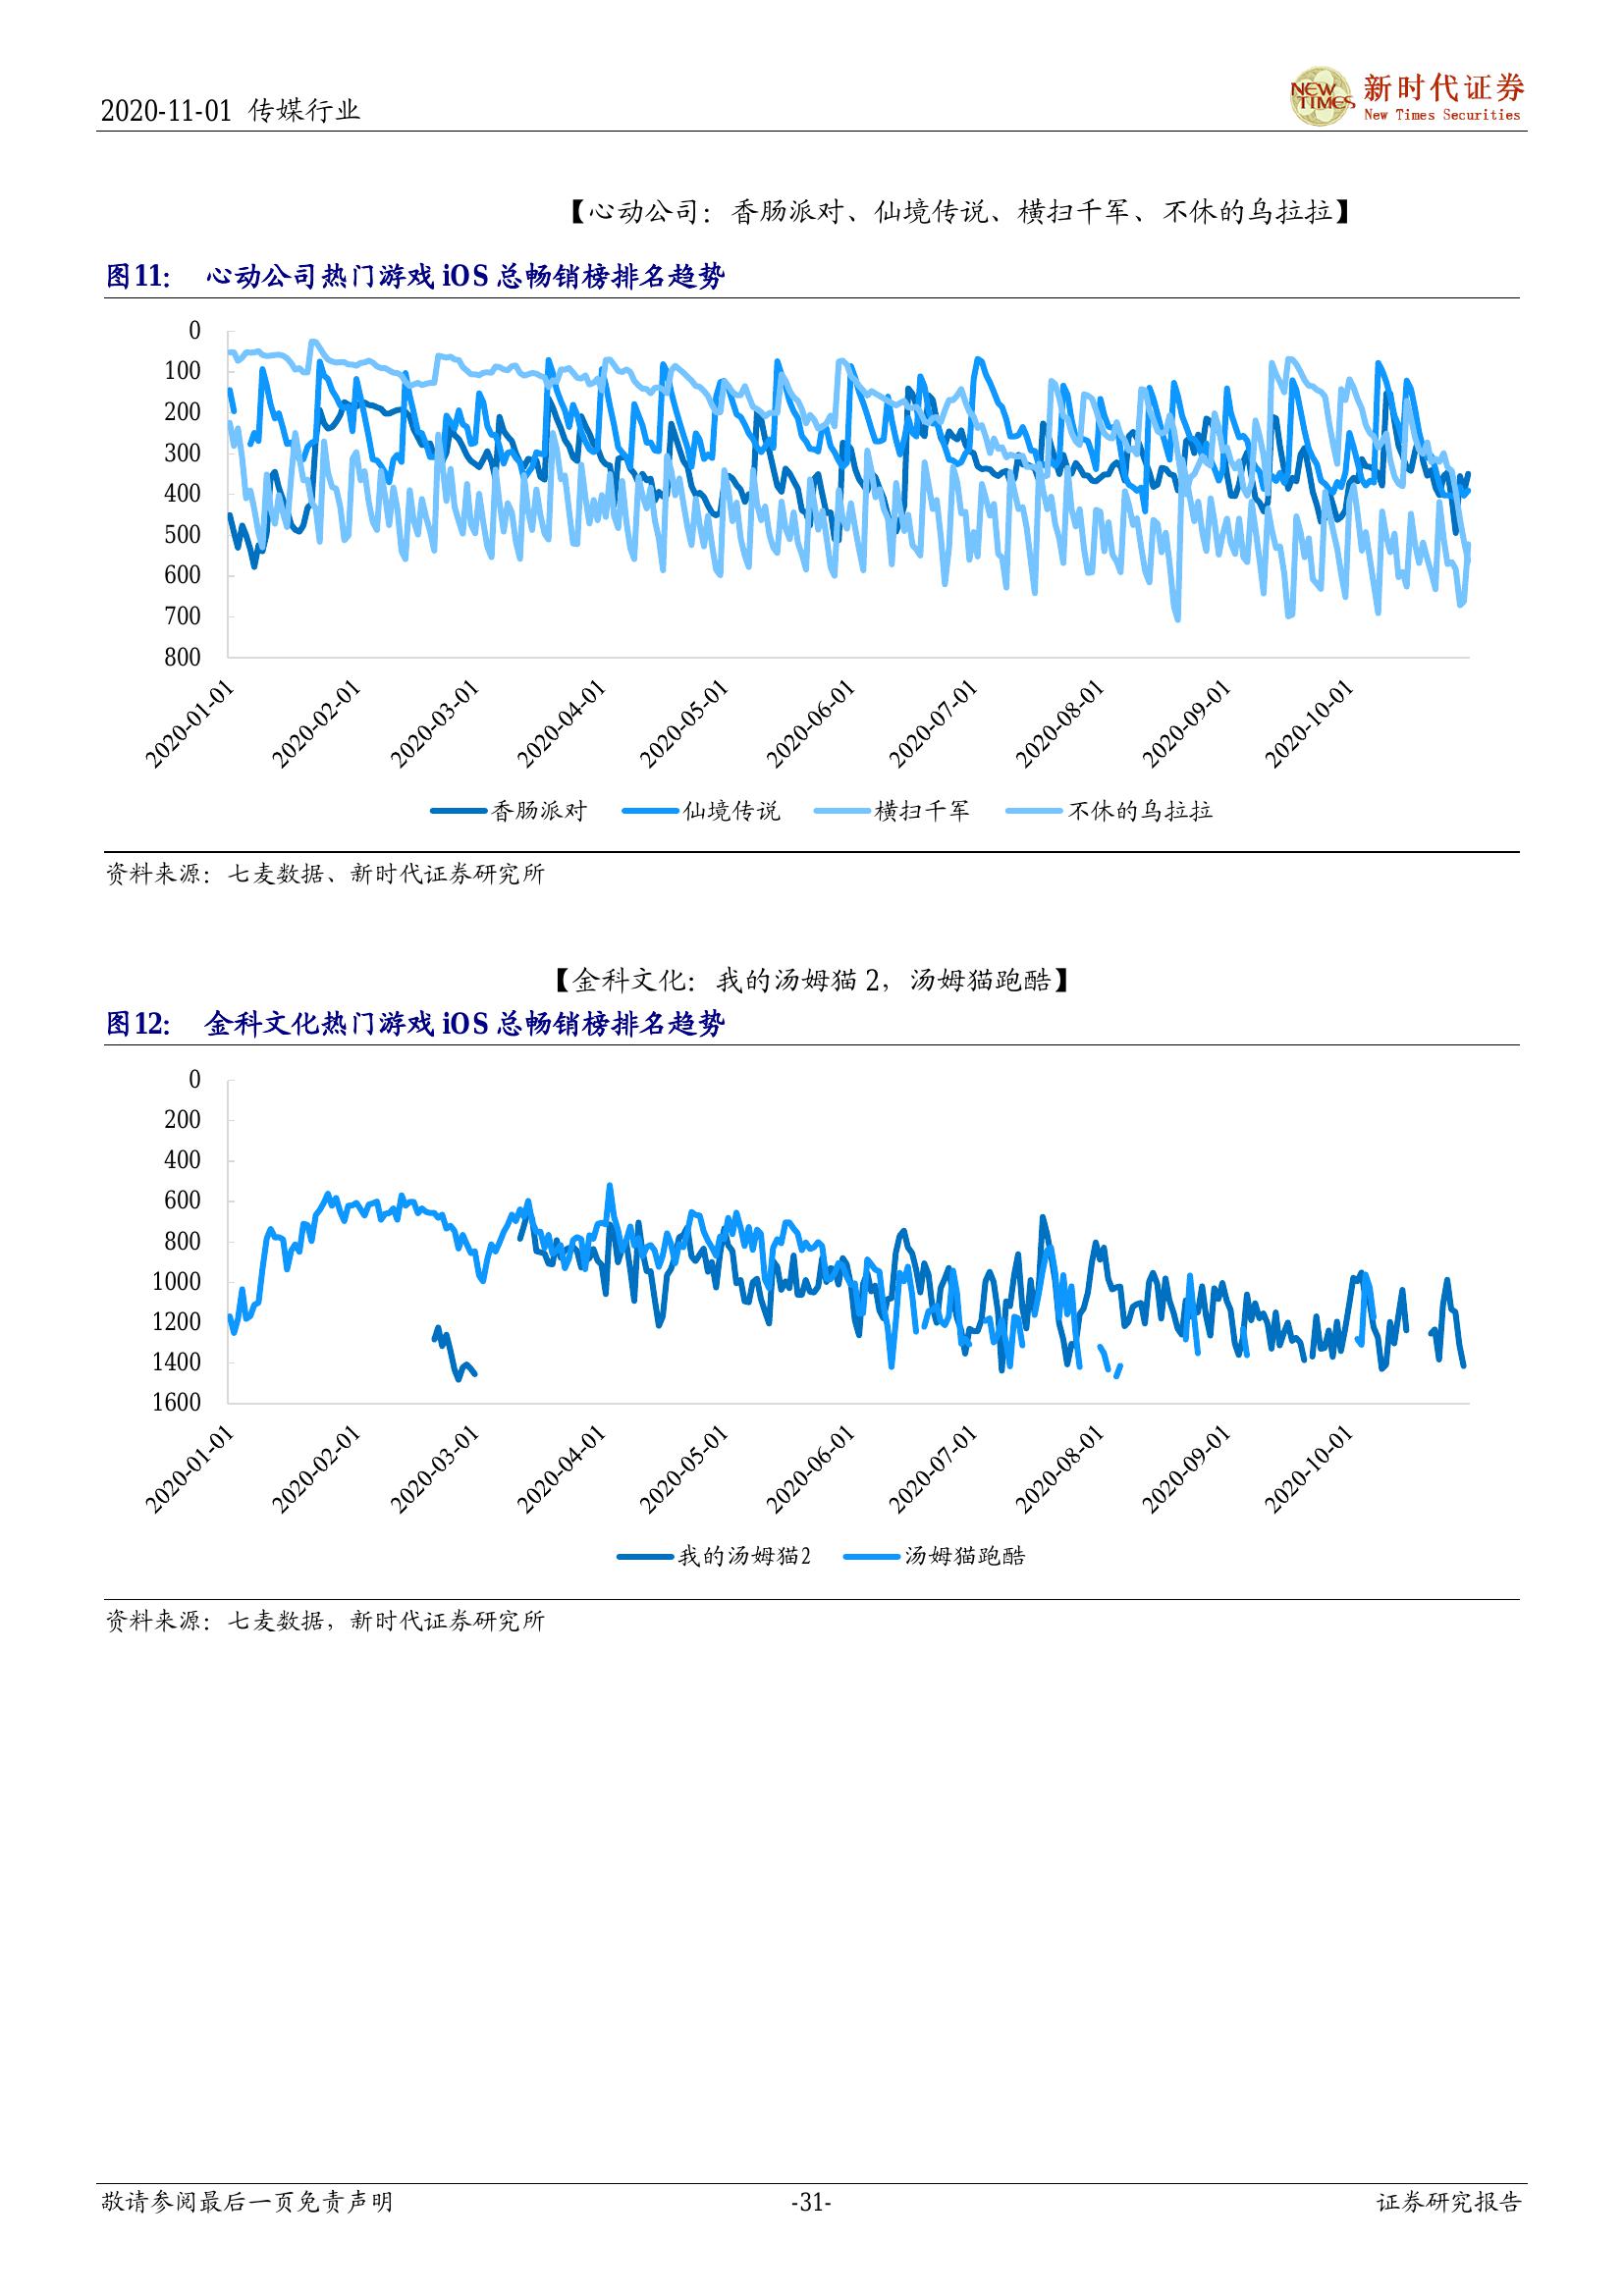 2020-11-01 传媒行业
NEW TIMES 新时代证券
New Times Securities
【心动公司：香肠派对、仙境传说、横扫千军、不休的乌拉拉】
图11： 心动公司热门游戏 iOS 总畅销榜排名趋势
0
100
200
300
400
500
600
700
800
2020-01-01 2020-02-01 2020-03-01 2020-04-01 2020-05-01 2020-06-01 2020-07-01 2020-08-01 2020-09-01 2020-10-01
香肠派对 仙境传说 横扫千军 不休的乌拉拉
资料来源：七麦数据、新时代证券研究所
【金科文化：我的汤姆猫 2，汤姆猫跑酷】
图12： 金科文化热门游戏 iOS 总畅销榜排名趋势
0
200
400
600
800
1000
1200
1400
1600
2020-01-01 2020-02-01 2020-03-01 2020-04-01 2020-05-01 2020-06-01 2020-07-01 2020-08-01 2020-09-01 2020-10-01
我的汤姆猫2 汤姆猫跑酷
资料来源：七麦数据，新时代证券研究所
敬请参阅最后一页免责声明 -31- 证券研究报告